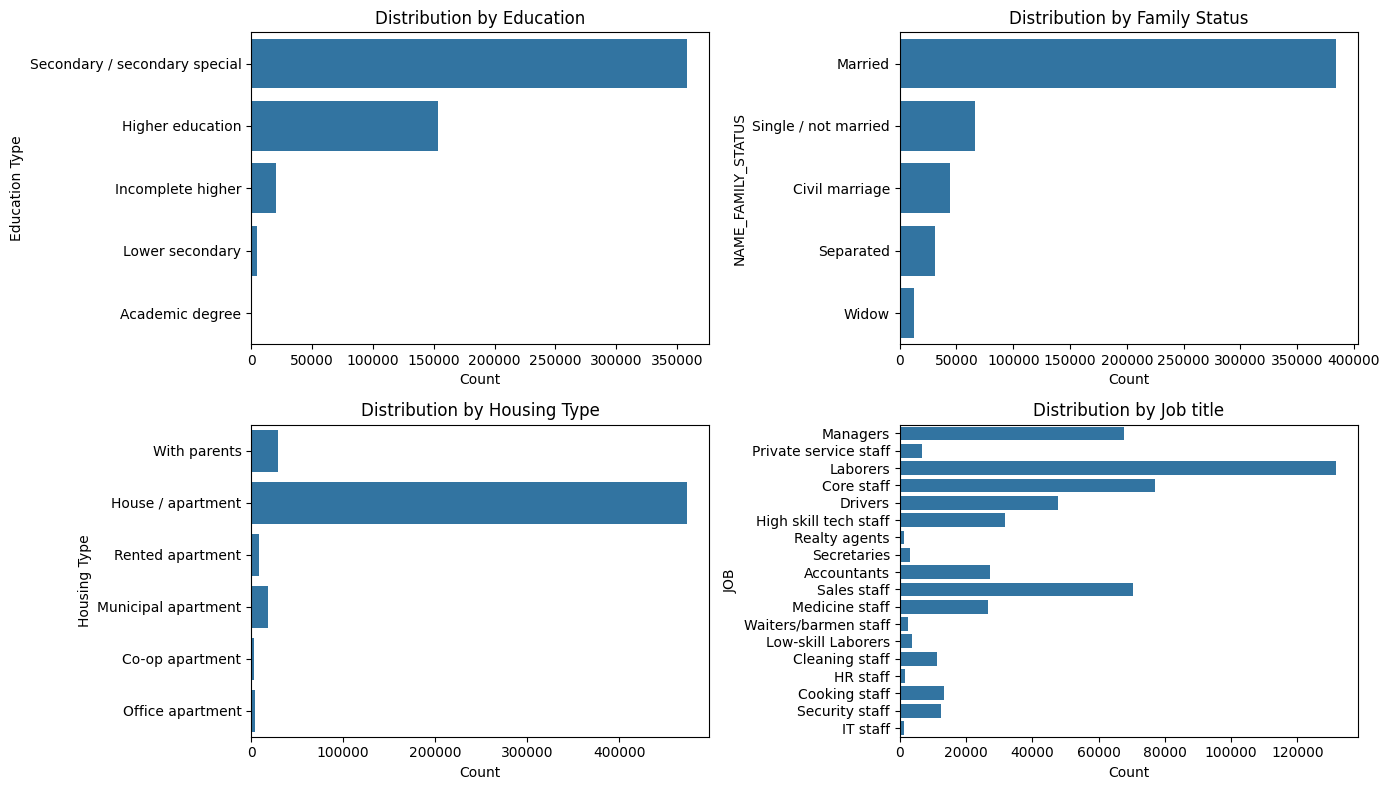 Distribution by Education
Education Type
Secondary / secondary special
Higher education
Incomplete higher
Lower secondary
Academic degree
0 50000 100000 150000 200000 250000 300000 350000
Count
Distribution by Family Status
NAME_FAMILY_STATUS
Married
Single / not married
Civil marriage
Separated
Widow
0 50000 100000 150000 200000 250000 300000 350000 400000
Count
Distribution by Housing Type
Housing Type
With parents
House / apartment
Rented apartment
Municipal apartment
Co-op apartment
Office apartment
0 100000 200000 300000 400000
Count
Distribution by Job title
JOB
Managers
Private service staff
Laborers
Core staff
Drivers
High skill tech staff
Realty agents
Secretaries
Accountants
Sales staff
Medicine staff
Waiters/barmen staff
Low-skill Laborers
Cleaning staff
HR staff
Cooking staff
Security staff
IT staff
0 20000 40000 60000 80000 100000 120000
Count